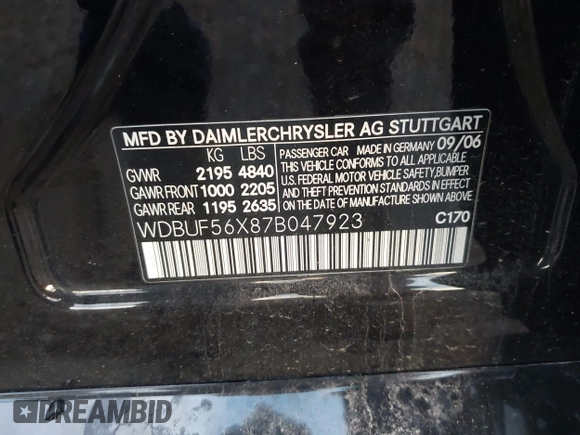 MFD BY DAIMLERCHRYSLER AG STUTTGART
KG LBS
GVWR 2195 4840
GAWR FRONT 1000 2205
GAWR REAR 1195 2635
PASSENGER CAR MADE IN GERMANY 09/06
THIS VEHICLE CONFORMS TO ALL APPLICABLE
U.S. FEDERAL MOTOR VEHICLE SAFETY, BUMPER,
AND THEFT PREVENTION STANDARDS IN EFFECT
ON THE DATE OF MANUFACTURE SHOWN ABOVE.
WDBUF56X87B047923
C170
DREAMBID